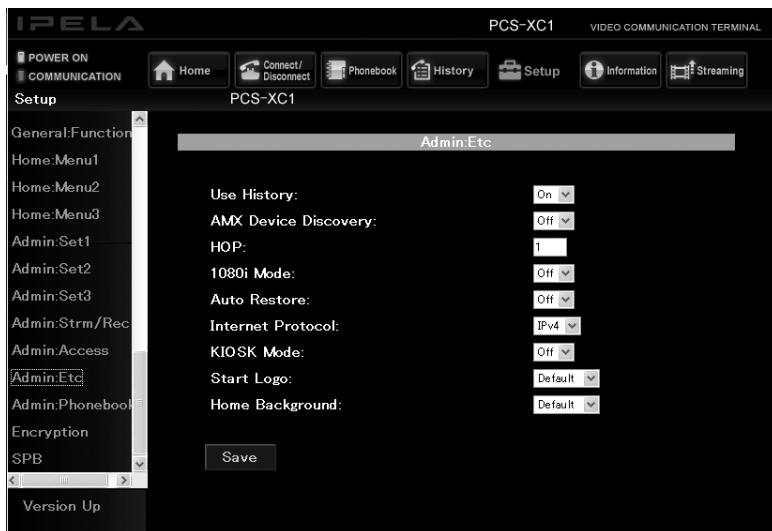 IPELA
PCS-XC1 VIDEO COMMUNICATION TERMINAL
POWER ON
COMMUNICATION
Home
Connect/
Disconnect
Phonebook
History
Setup
Information
Streaming
Setup PCS-XC1
General:Function
Home:Menu1
Home:Menu2
Home:Menu3
Admin:Set1
Admin:Set2
Admin:Set3
Admin:Strm/Rec
Admin:Access
Admin:Etc
Admin:Phonebook
Encryption
SPB
Version Up
Admin:Etc
Use History: On
AMX Device Discovery: Off
HOP: 1
1080i Mode: Off
Auto Restore: Off
Internet Protocol: IPv4
KIOSK Mode: Off
Start Logo: Default
Home Background: Default
Save